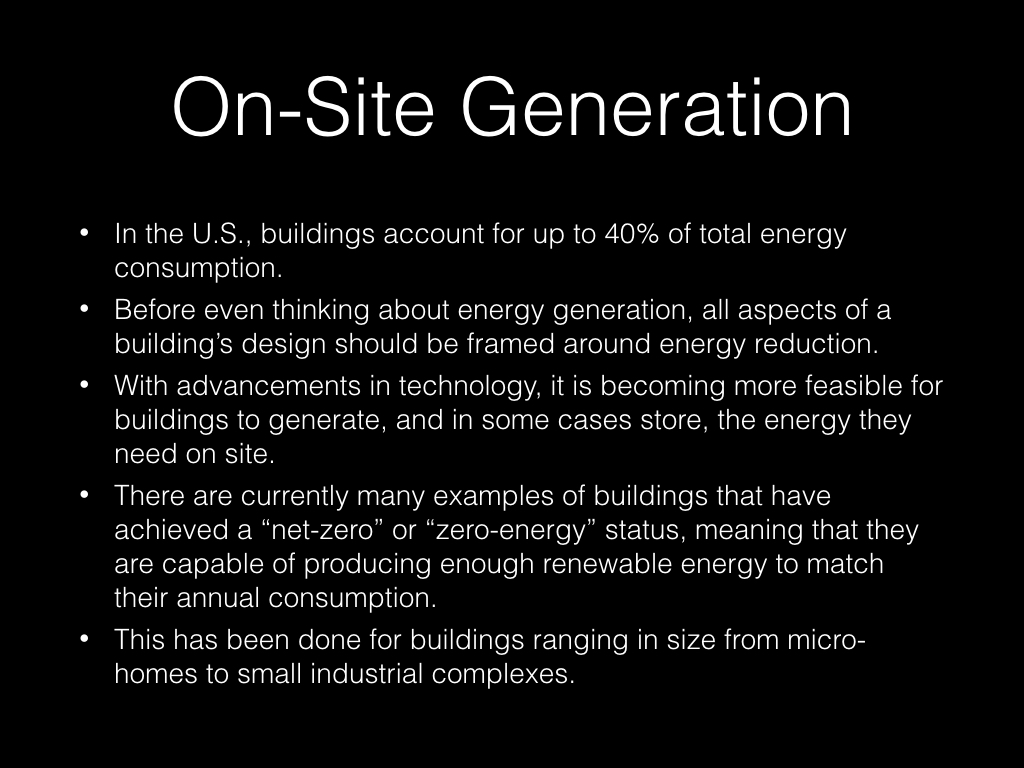 On-Site Generation
• In the U.S., buildings account for up to 40% of total energy
consumption.
• Before even thinking about energy generation, all aspects of a
building’s design should be framed around energy reduction.
• With advancements in technology, it is becoming more feasible for
buildings to generate, and in some cases store, the energy they
need on site.
• There are currently many examples of buildings that have
achieved a “net-zero” or “zero-energy” status, meaning that they
are capable of producing enough renewable energy to match
their annual consumption.
• This has been done for buildings ranging in size from micro-
homes to small industrial complexes.